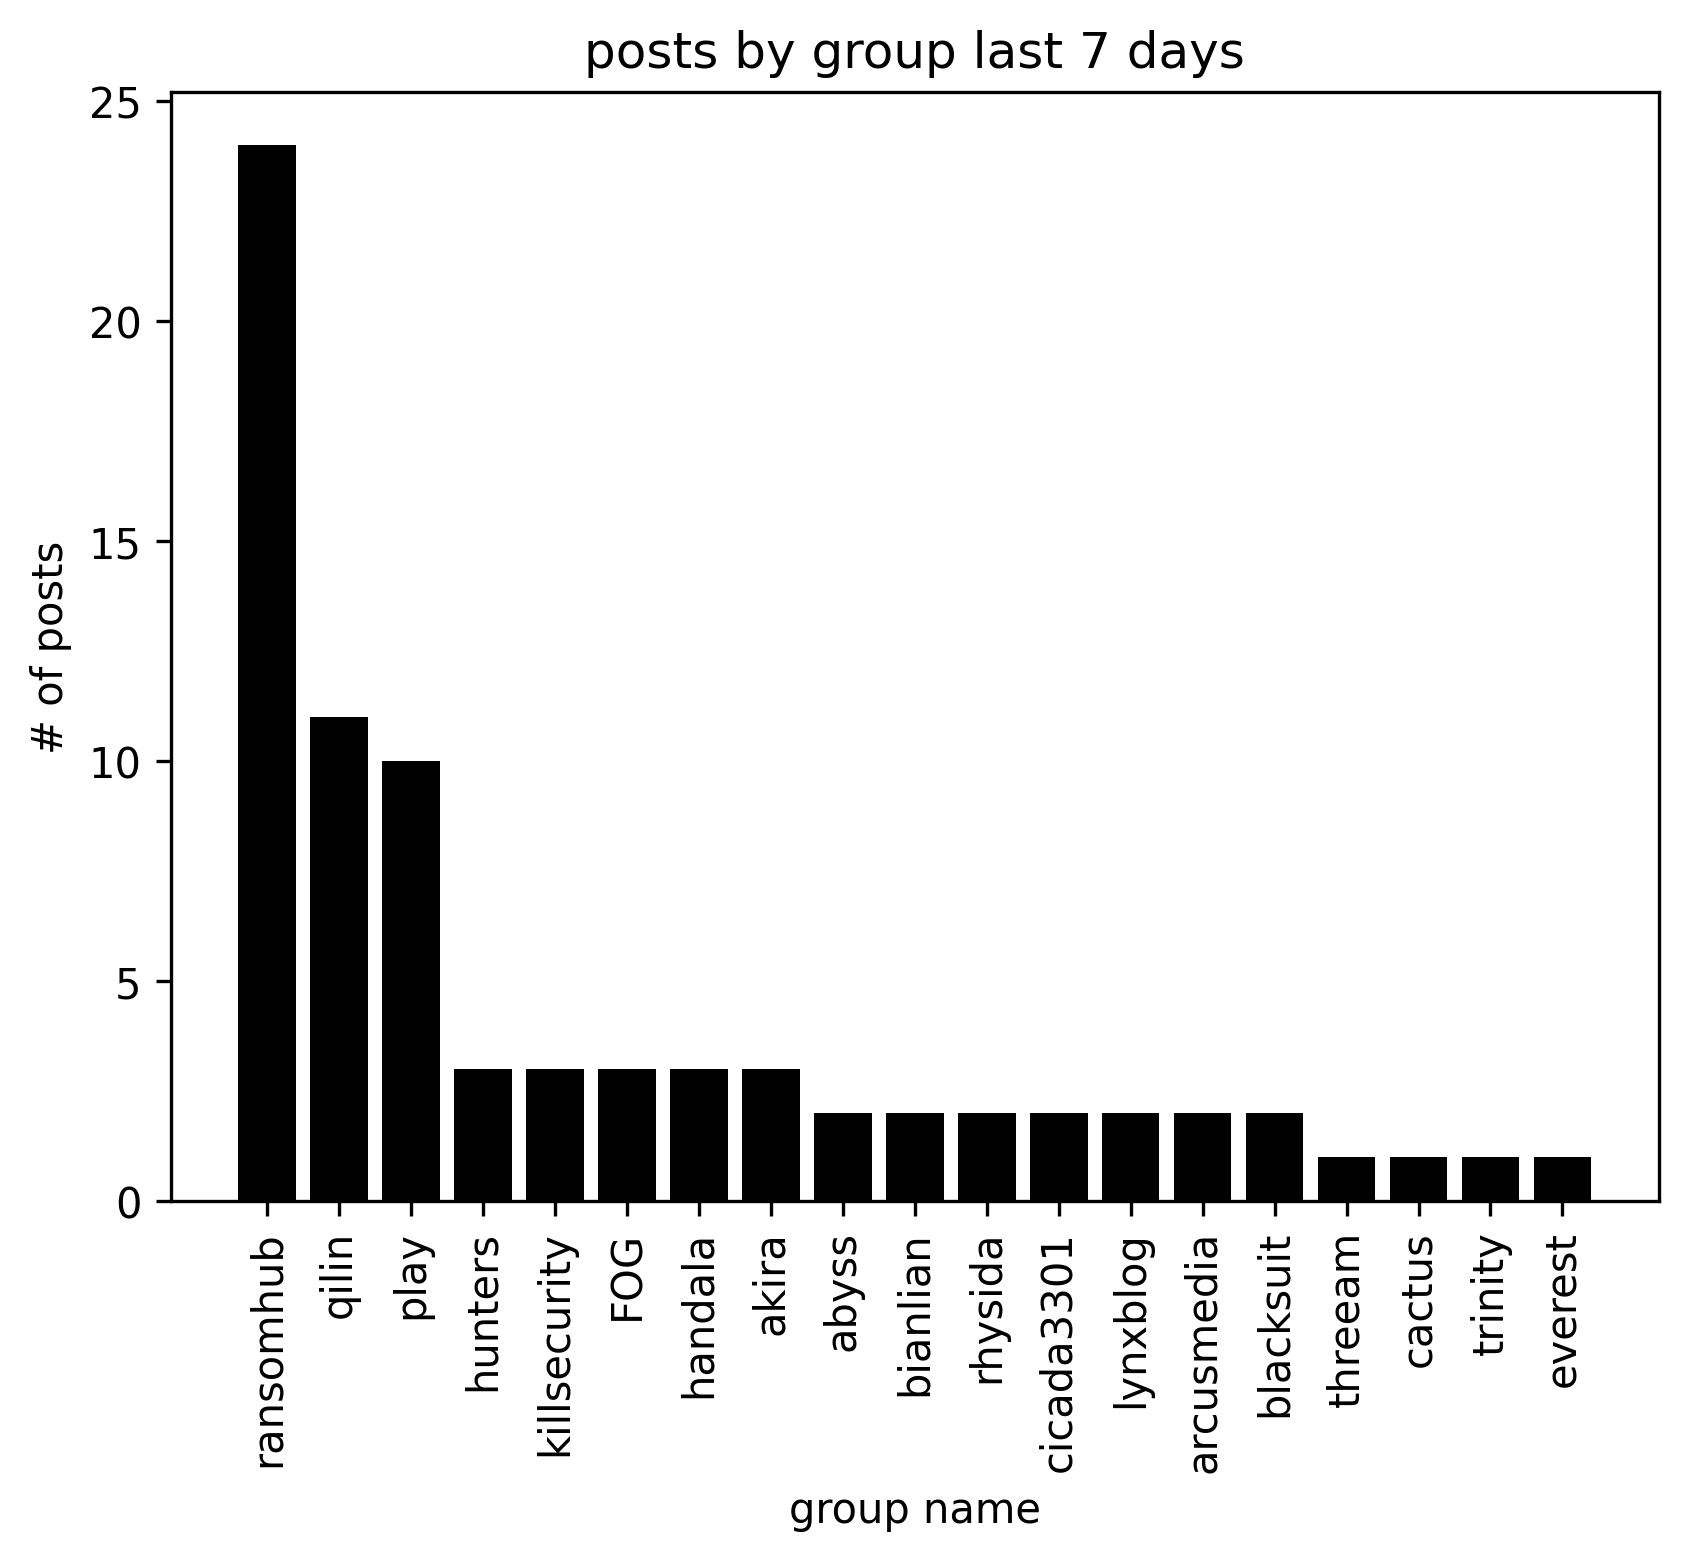 posts by group last 7 days
25
20
15
10
5
0
# of posts
ransomhub
qilin
play
hunters
killsecurity
FOG
handala
akira
abyss
bianlian
rhysida
cicada3301
lynxblog
arcusmedia
blacksuit
threeam
cactus
trinity
everest
group name